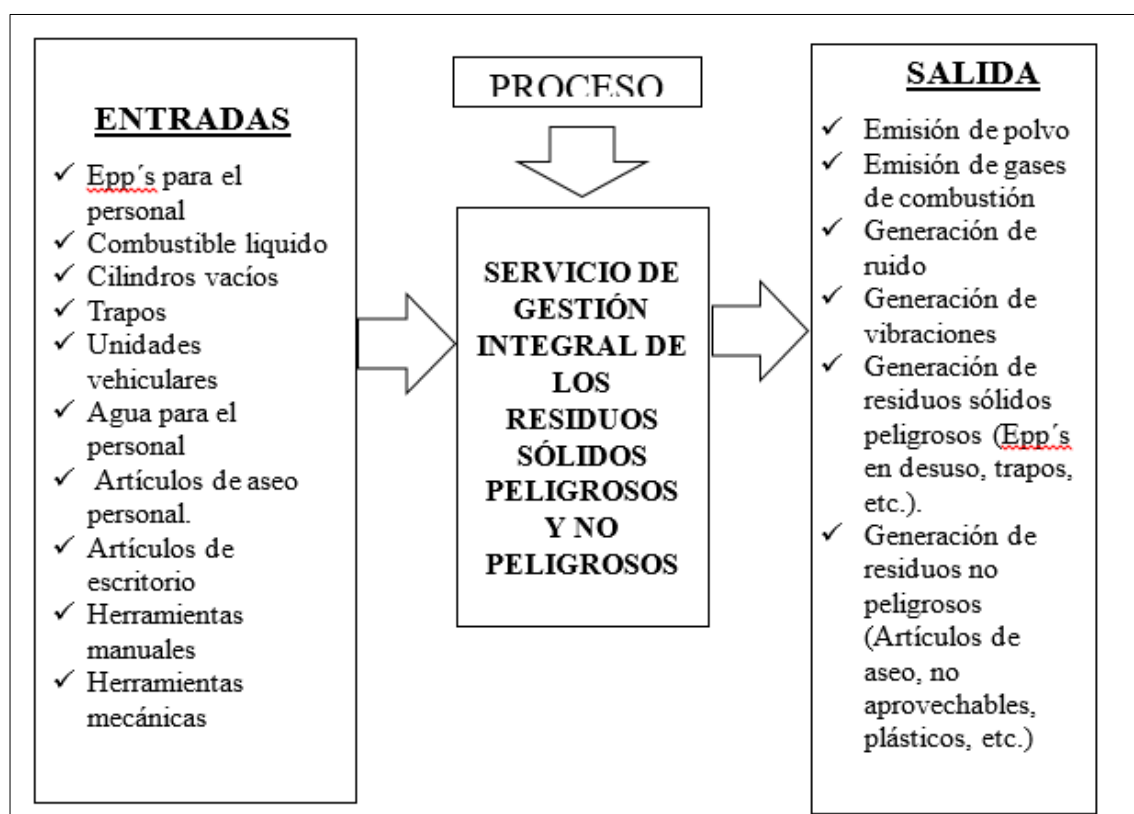 ENTRADAS
✓ Epp´s para el
personal
✓ Combustible liquido
✓ Cilindros vacíos
✓ Trapos
✓ Unidades
vehiculares
✓ Agua para el
personal
✓ Artículos de aseo
personal.
✓ Artículos de
escritorio
✓ Herramientas
manuales
✓ Herramientas
mecánicas
PROCESO
SERVICIO DE
GESTIÓN
INTEGRAL DE
LOS
RESIDUOS
SÓLIDOS
PELIGROSOS
Y NO
PELIGROSOS
SALIDA
✓ Emisión de polvo
✓ Emisión de gases
de combustión
✓ Generación de
ruido
✓ Generación de
vibraciones
✓ Generación de
residuos sólidos
peligrosos (Epp´s
en desuso, trapos,
etc.).
✓ Generación de
residuos no
peligrosos
(Artículos de
aseo, no
aprovechables,
plásticos, etc.)